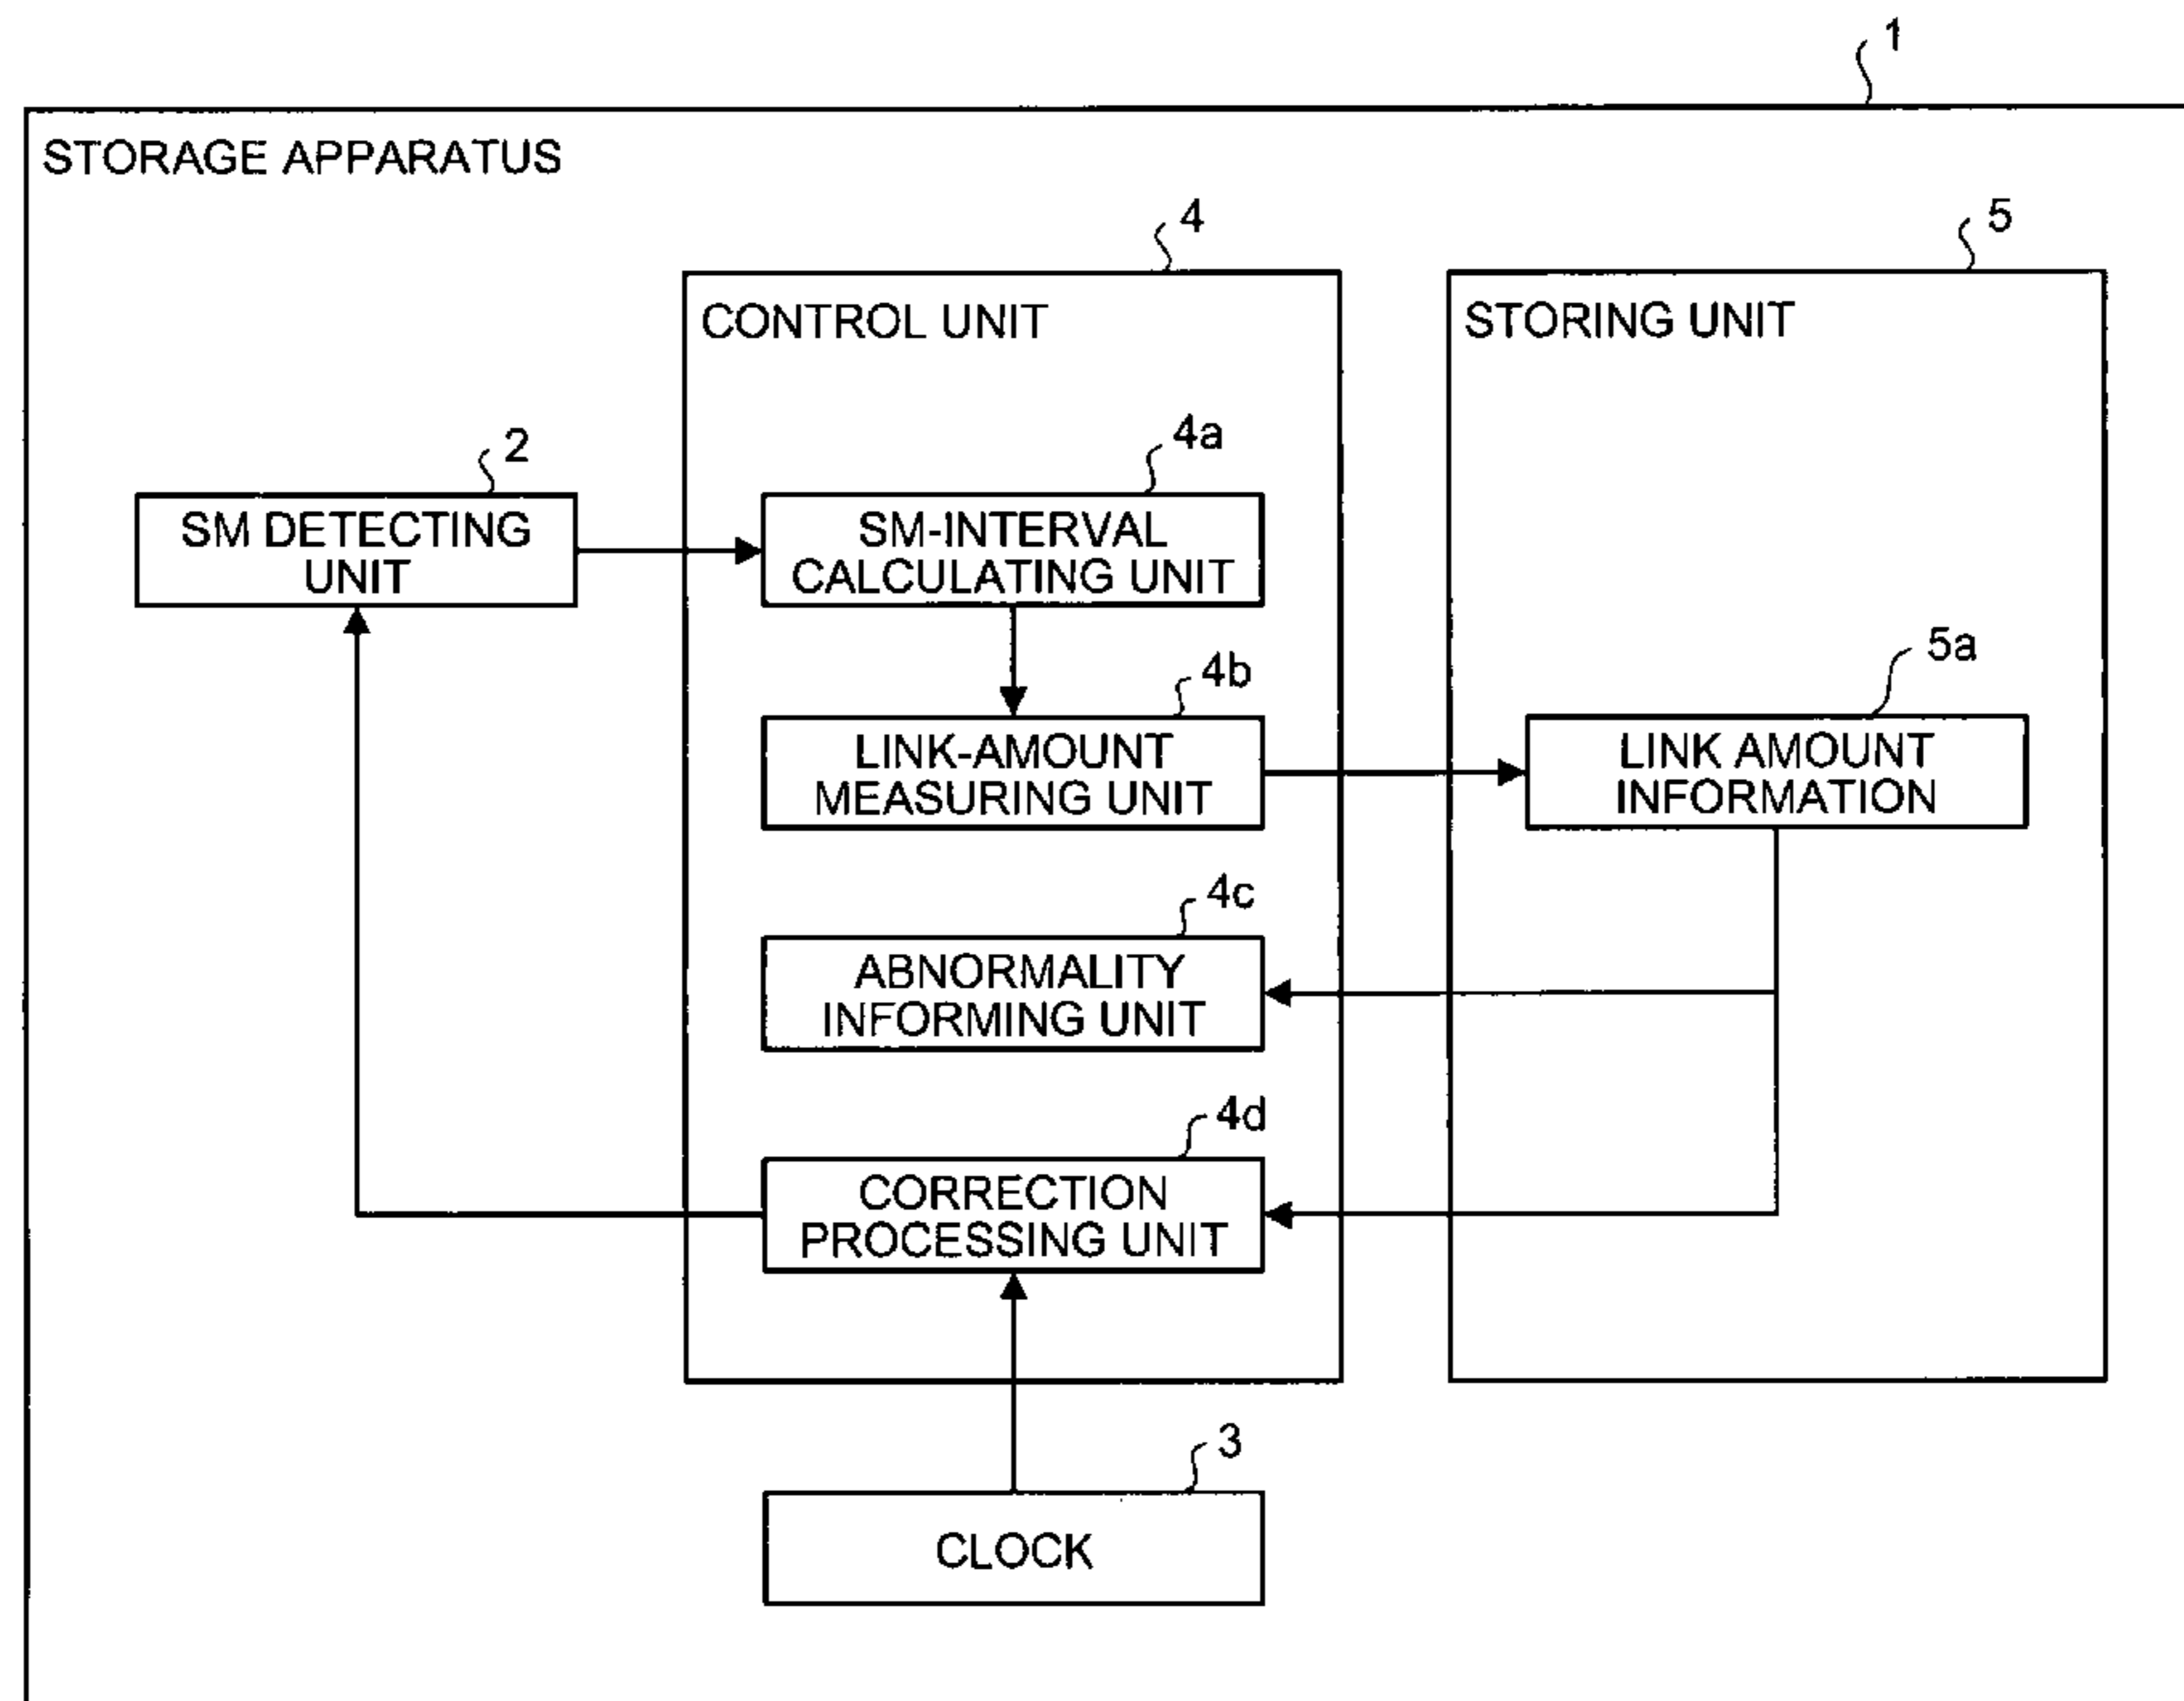 1
STORAGE APPARATUS
4
5
CONTROL UNIT
STORING UNIT
2
4a
SM DETECTING
UNIT
SM-INTERVAL
CALCULATING UNIT
4b
5a
LINK-AMOUNT
MEASURING UNIT
LINK AMOUNT
INFORMATION
4c
ABNORMALITY
INFORMING UNIT
4d
CORRECTION
PROCESSING UNIT
3
CLOCK